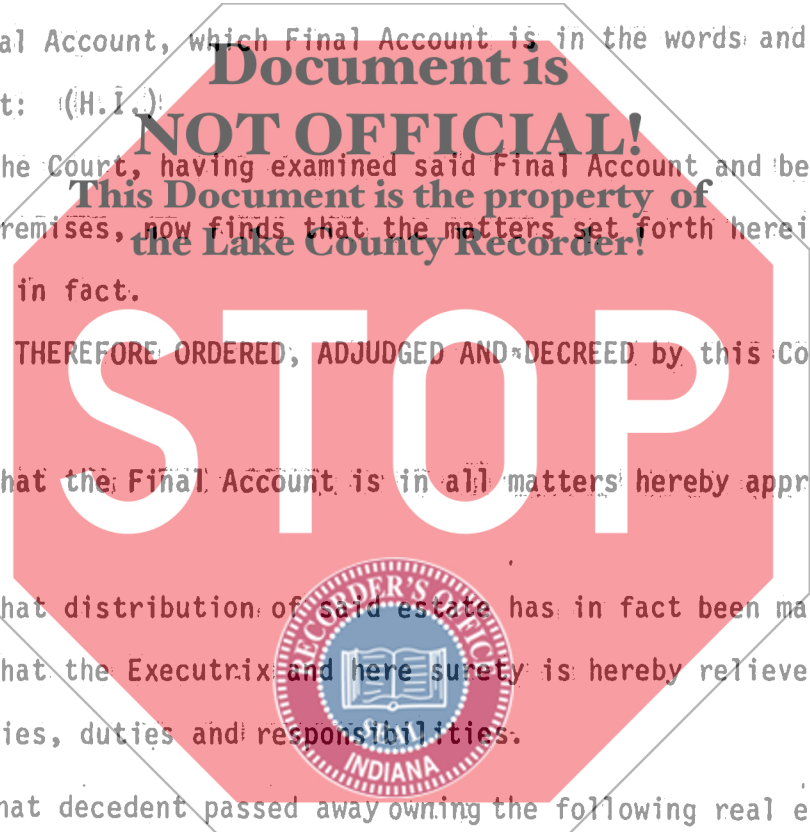 al Account, which Final Account is in the words and
Document is
t: (H.I.)
NOT OFFICIAL!
he Court, having examined said Final Account and be
This Document is the property of
remises, now finds that the matters set forth herei
the Lake County Recorder!
in fact.
STOP
THEREFORE ORDERED, ADJUDGED AND DECREED by this Co
hat the Final Account is in all matters hereby appr
hat distribution of said estate has in fact been ma
RECORDER'S OFFICE
hat the Executrix and here surety is hereby relieve
ies, duties and responsibilities.
SEAL
INDIANA
hat decedent passed away owning the following real e